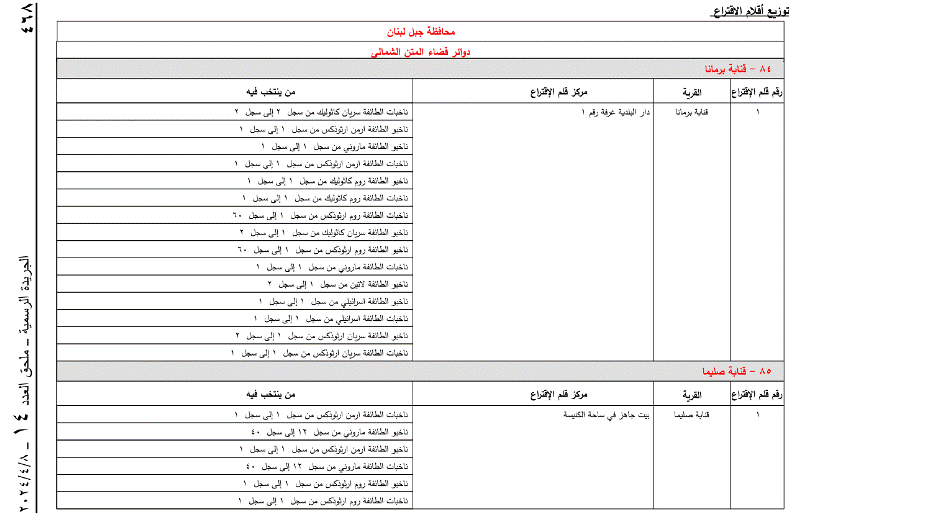 توزيع أقلام الاقتراع
محافظة جبل لبنان
دوائر قضاء المتن الشمالي
٨٤ - قنابة برمانا
رقم قلم الإقتراع القرية مركز قلم الإقتراع من ينتخب فيه
١ قنابة برمانا دار البلدية غرفة رقم ١ ناخبات الطائفة سريان كاثوليك من سجل ٢ إلى سجل ٢
ناخبو الطائفة ارمن ارثوذكس من سجل ١ إلى سجل ١
ناخبو الطائفة ماروني من سجل ١ إلى سجل ١
ناخبات الطائفة ارمن ارثوذكس من سجل ١ إلى سجل ١
ناخبو الطائفة روم كاثوليك من سجل ١ إلى سجل ١
ناخبات الطائفة روم كاثوليك من سجل ١ إلى سجل ١
ناخبات الطائفة روم ارثوذكس من سجل ١ إلى سجل ٦٠
ناخبو الطائفة سريان كاثوليك من سجل ١ إلى سجل ٢
ناخبو الطائفة روم ارثوذكس من سجل ١ إلى سجل ٦٠
ناخبات الطائفة ماروني من سجل ١ إلى سجل ١
ناخبو الطائفة لاتين من سجل ١ إلى سجل ٢
ناخبو الطائفة اسرائيلي من سجل ١ إلى سجل ١
ناخبات الطائفة اسرائيلي من سجل ١ إلى سجل ١
ناخبو الطائفة سريان ارثوذكس من سجل ١ إلى سجل ٢
ناخبات الطائفة سريان ارثوذكس من سجل ١ إلى سجل ١
٨٥ - قنابة صليما
رقم قلم الإقتراع القرية مركز قلم الإقتراع من ينتخب فيه
١ قنابة صليما بيت جاهز في ساحة الكنيسة ناخبات الطائفة ارمن ارثوذكس من سجل ١ إلى سجل ١
ناخبو الطائفة ماروني من سجل ١٢ إلى سجل ٤٠
ناخبو الطائفة ارمن ارثوذكس من سجل ١ إلى سجل ١
ناخبات الطائفة ماروني من سجل ١٢ إلى سجل ٤٠
ناخبو الطائفة روم ارثوذكس من سجل ١ إلى سجل ١
ناخبات الطائفة روم ارثوذكس من سجل ١ إلى سجل ١
٤٦٨
الجريدة الرسمية - ملحق العدد ١٤ - ٢٠٢٤/٤/٨